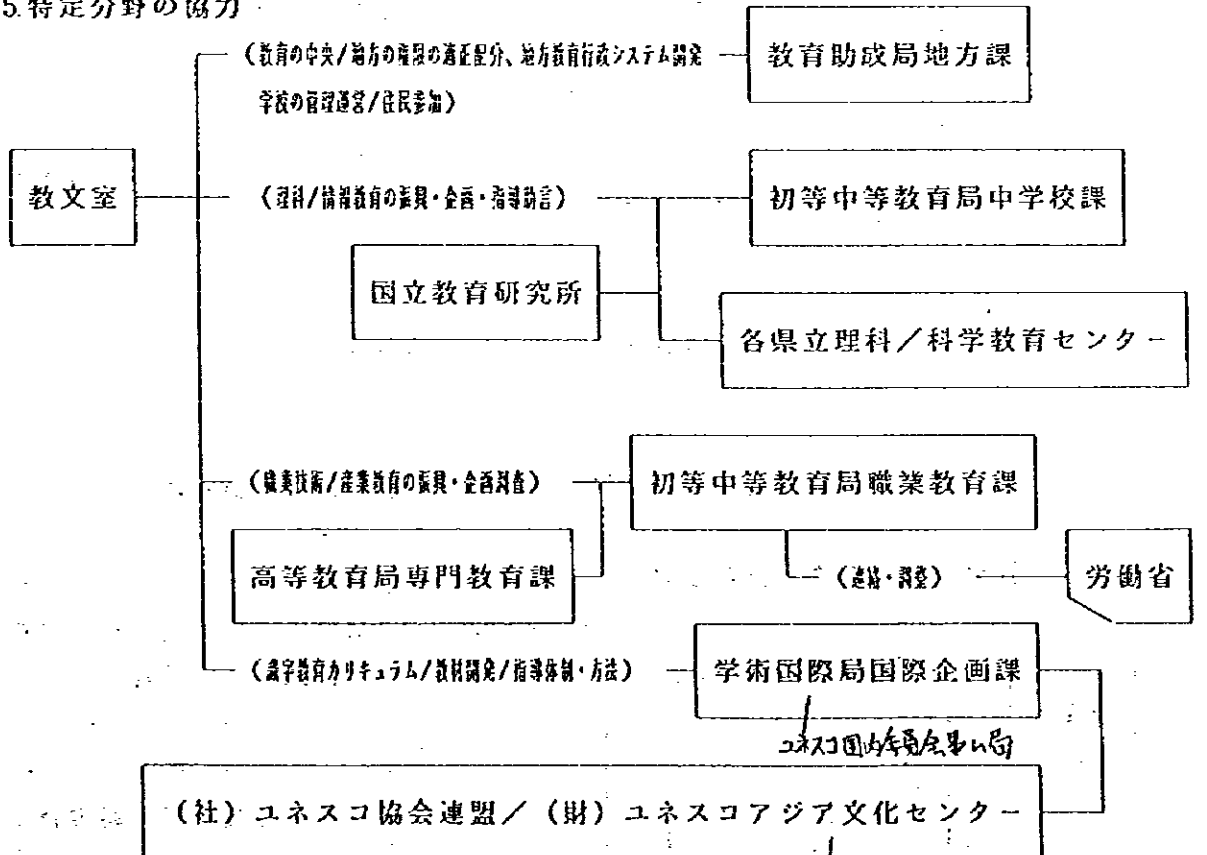 5.特定分野の協力
(教育の中央/地方の権限の適正配分、地方教育行政システム開発
学校の管理運営/住民参加)
教育助成局地方課
教文室
(理科/情報教育の振興・企画・指導助言)
初等中等教育局中学校課
国立教育研究所
各県立理科/科学教育センター
(職業技術/産業教育の振興・企画調査)
初等中等教育局職業教育課
高等教育局専門教育課
(連絡・調整)
労働省
(識字教育カリキュラム/教材開発/指導体制・方法)
学術国際局国際企画課
ユネスコ国内委員会事ム局
(社)ユネスコ協会連盟/(財)ユネスコアジア文化センター